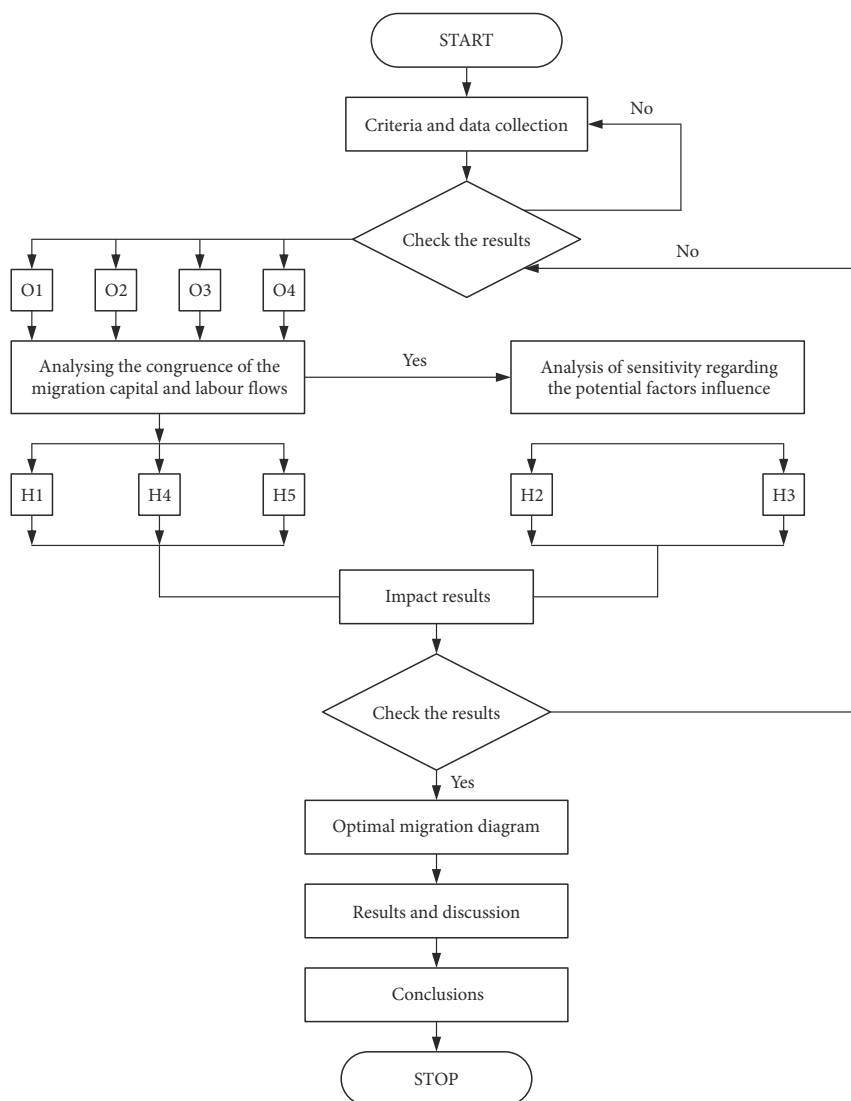 START
Criteria and data collection
No
Check the results
No
O1
O2
O3
O4
Analysing the congruence of the
migration capital and labour flows
Yes
Analysis of sensitivity regarding
the potential factors influence
H1
H4
H5
H2
H3
Impact results
Check the results
Yes
Optimal migration diagram
Results and discussion
Conclusions
STOP